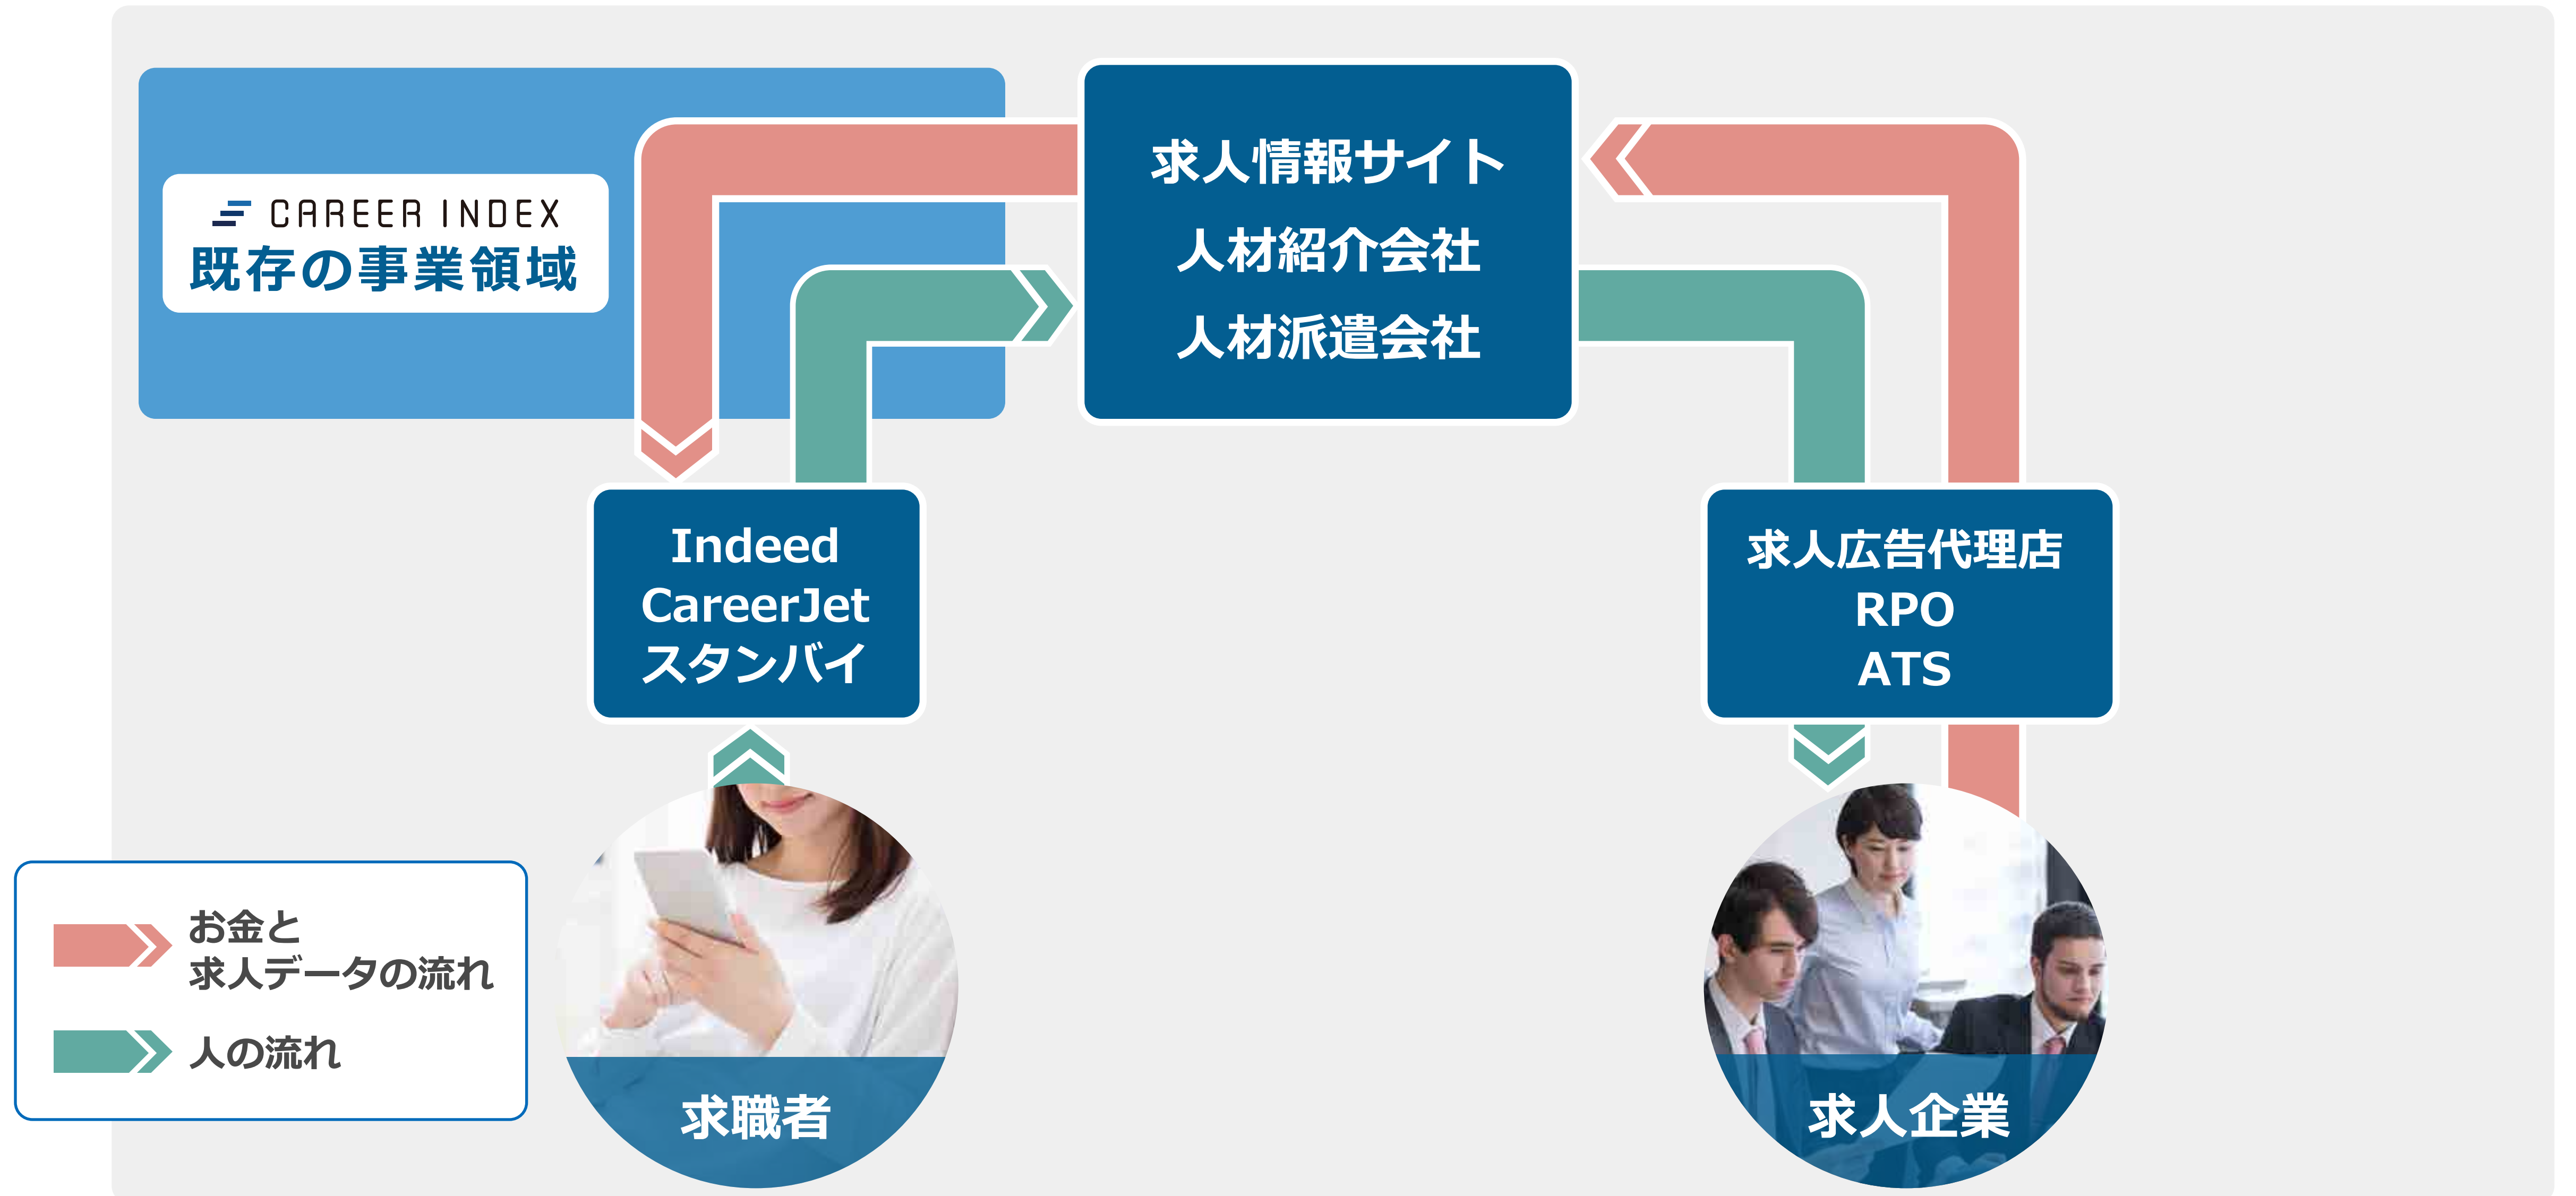 CAREER INDEX
既存の事業領域
求人情報サイト
人材紹介会社
人材派遣会社
Indeed
CareerJet
スタンバイ
求人広告代理店
RPO
ATS
お金と
求人データの流れ
人の流れ
求職者
求人企業